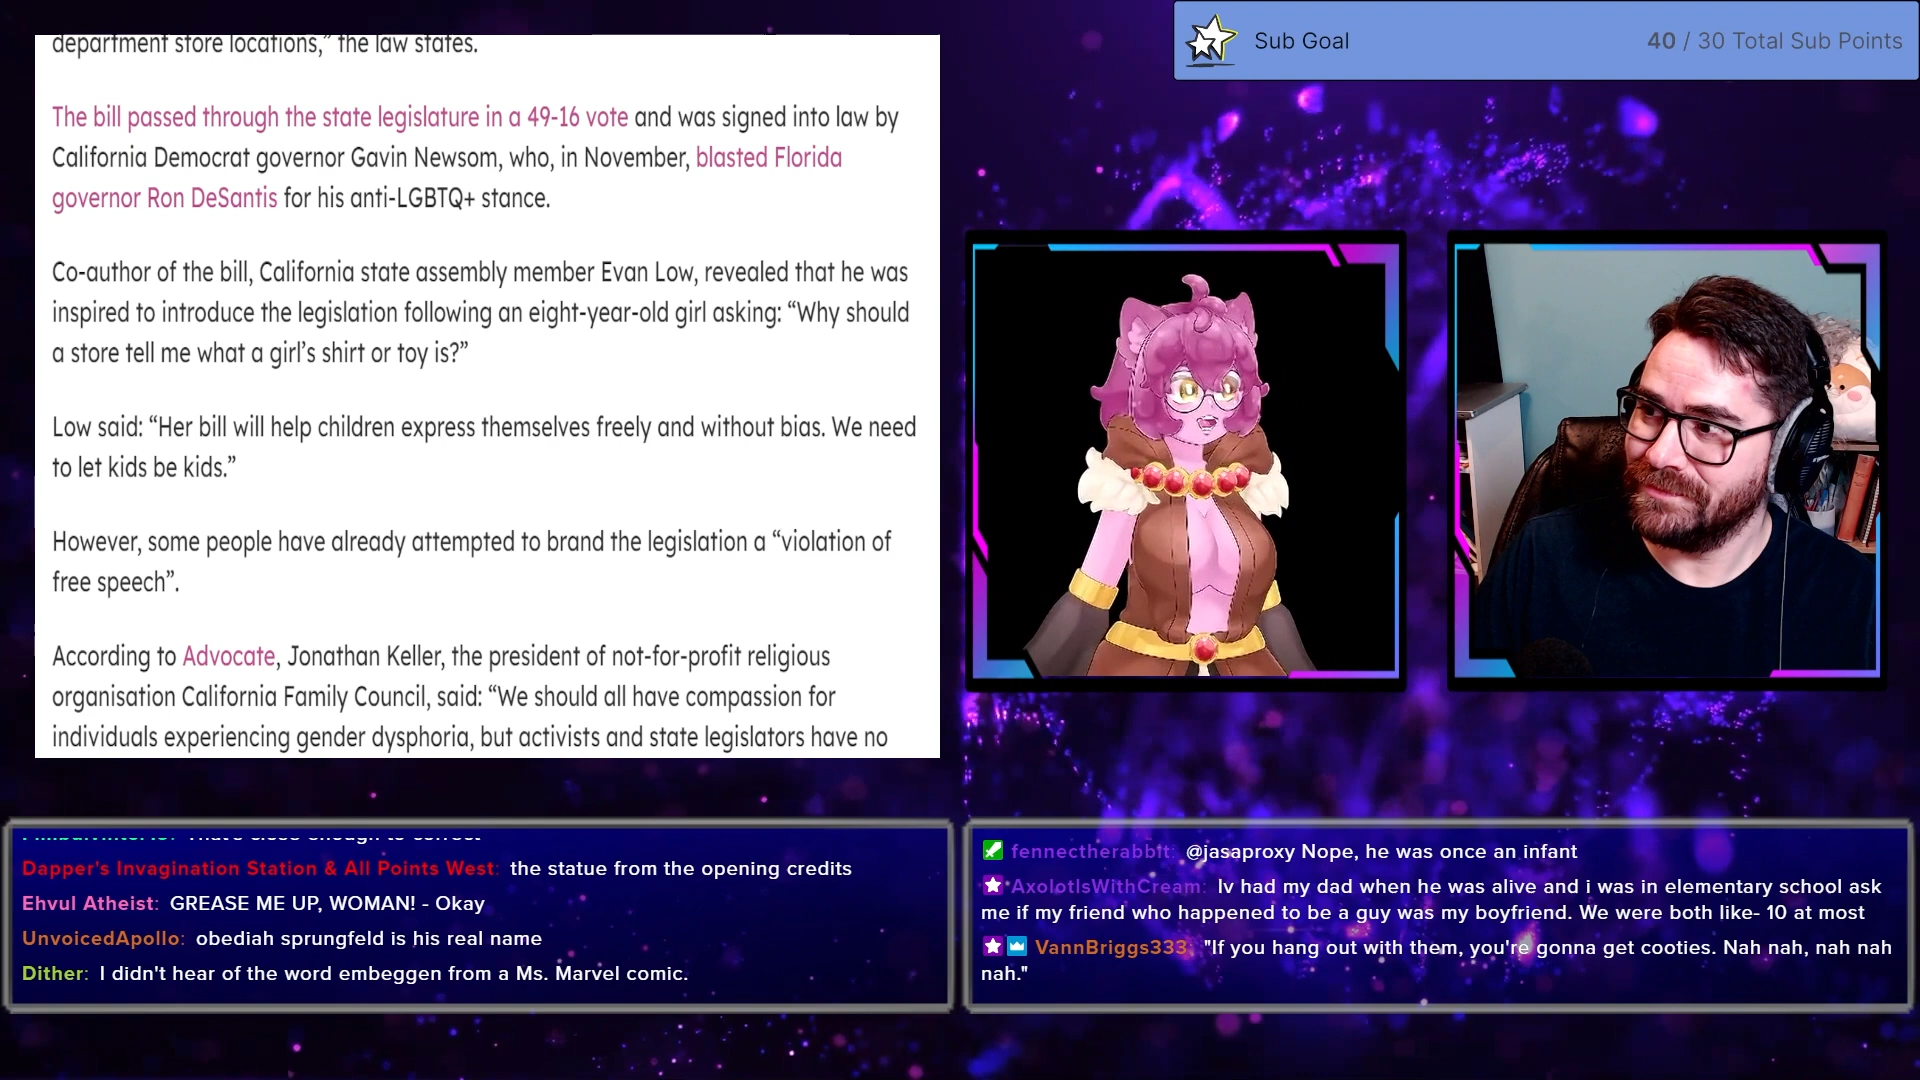 department store locations,” the law states.
The bill passed through the state legislature in a 49-16 vote and was signed into law by
California Democrat governor Gavin Newsom, who, in November, blasted Florida
governor Ron DeSantis for his anti-LGBTQ+ stance.
Co-author of the bill, California state assembly member Evan Low, revealed that he was
inspired to introduce the legislation following an eight-year-old girl asking: “Why should
a store tell me what a girl’s shirt or toy is?”
Low said: “Her bill will help children express themselves freely and without bias. We need
to let kids be kids.”
However, some people have already attempted to brand the legislation a “violation of
free speech”.
According to Advocate, Jonathan Keller, the president of not-for-profit religious
organisation California Family Council, said: “We should all have compassion for
individuals experiencing gender dysphoria, but activists and state legislators have no
Sub Goal
40 / 30 Total Sub Points
That's close enough to correct
Dapper's Invagination Station & All Points West: the statue from the opening credits
Ehvul Atheist: GREASE ME UP, WOMAN! - Okay
UnvoicedApollo: obediah sprungfeld is his real name
Dither: I didn't hear of the word embeggen from a Ms. Marvel comic.
fennectherabbit: @jasaproxy Nope, he was once an infant
AxolotlsWithCream: Iv had my dad when he was alive and i was in elementary school ask
me if my friend who happened to be a guy was my boyfriend. We were both like- 10 at most
VannBriggs333: "If you hang out with them, you're gonna get cooties. Nah nah, nah nah
nah."